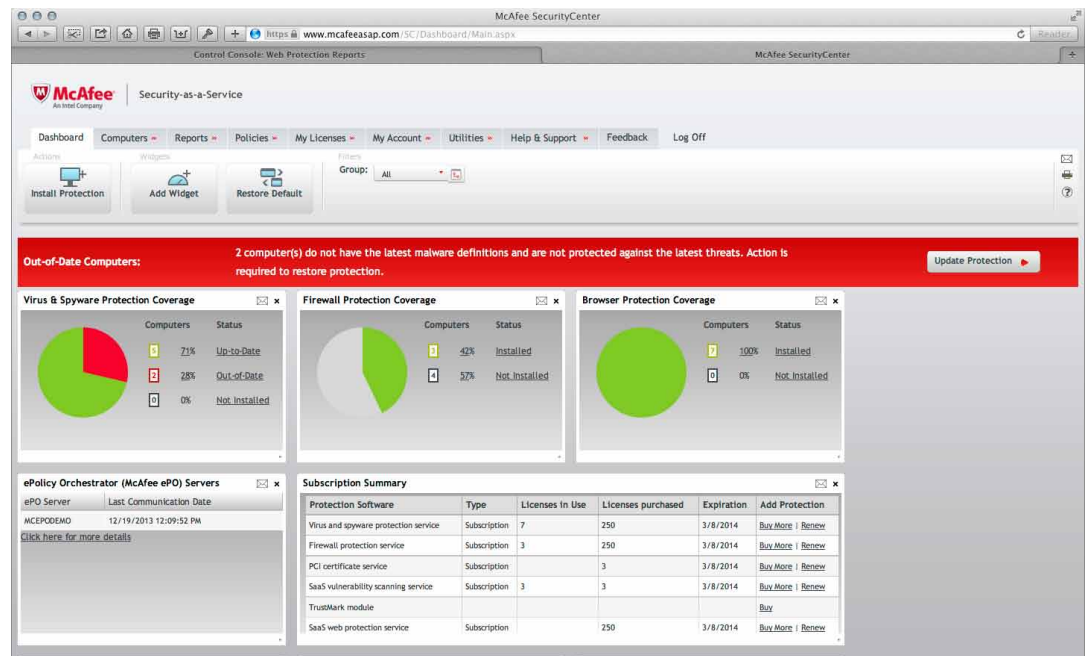 McAfee SecurityCenter
https www.mcafeeasap.com/SC/Dashboard/Main.aspx
Reader
Control Console: Web Protection Reports
McAfee SecurityCenter
McAfee
An Intel Company
Security-as-a-Service
Dashboard Computers Reports Policies My Licenses My Account Utilities Help & Support Feedback Log Off
Actions Widgets Filters
Install Protection Add Widget Restore Default Group: All
Out-of-Date Computers:
2 computer(s) do not have the latest malware definitions and are not protected against the latest threats. Action is
required to restore protection.
Update Protection
Virus & Spyware Protection Coverage
Computers Status
5 71% Up-to-Date
2 28% Out-of-Date
0 0% Not Installed
Firewall Protection Coverage
Computers Status
3 42% Installed
4 57% Not Installed
Browser Protection Coverage
Computers Status
7 100% Installed
0 0% Not Installed
ePolicy Orchestrator (McAfee ePO) Servers
ePO Server Last Communication Date
MCEPODEMO 12/19/2013 12:09:52 PM
Click here for more details
Subscription Summary
Protection Software Type Licenses in Use Licenses purchased Expiration Add Protection
Virus and spyware protection service Subscription 7 250 3/8/2014 Buy More | Renew
Firewall protection service Subscription 3 250 3/8/2014 Buy More | Renew
PCI certificate service Subscription 3 3/8/2014 Buy More | Renew
SaaS vulnerability scanning service Subscription 3 3 3/8/2014 Buy More | Renew
TrustMark module Buy
SaaS web protection service Subscription 250 3/8/2014 Buy More | Renew